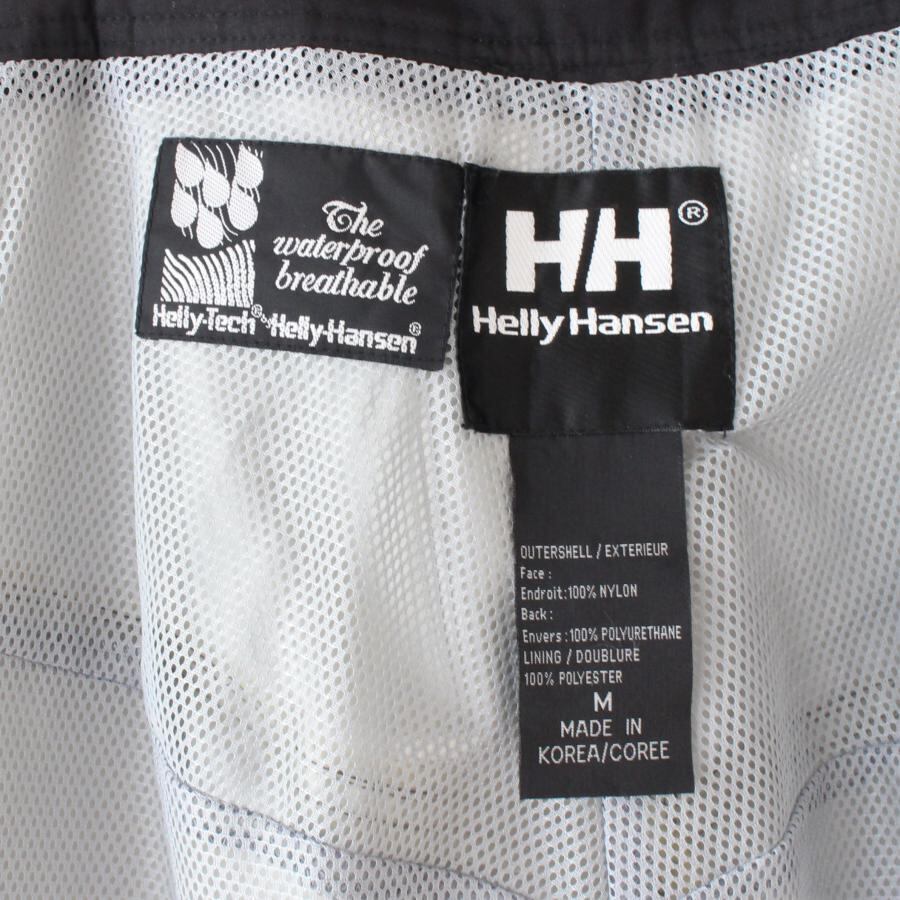 The
waterproof
breathable
Helly-Tech® by Helly-Hansen®
HH®
Helly Hansen
OUTERSHELL / EXTERIEUR
Face :
Endroit:100% NYLON
Back :
Envers :100% POLYURETHANE
LINING / DOUBLURE
100% POLYESTER
M
MADE IN
KOREA/COREE